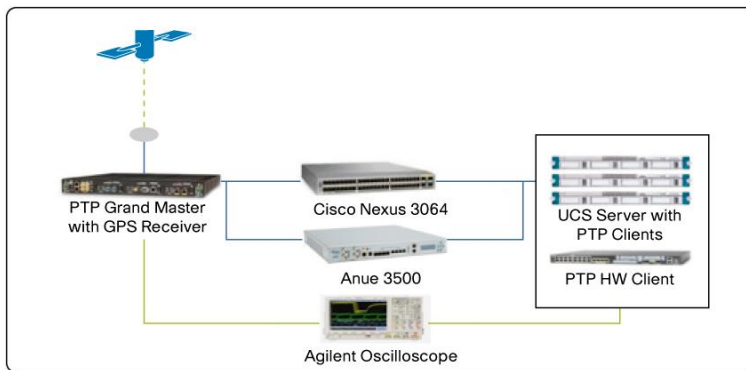 Cisco Nexus 3064
PTP Grand Master
with GPS Receiver
Anue 3500
UCS Server with
PTP Clients
PTP HW Client
Agilent Oscilloscope